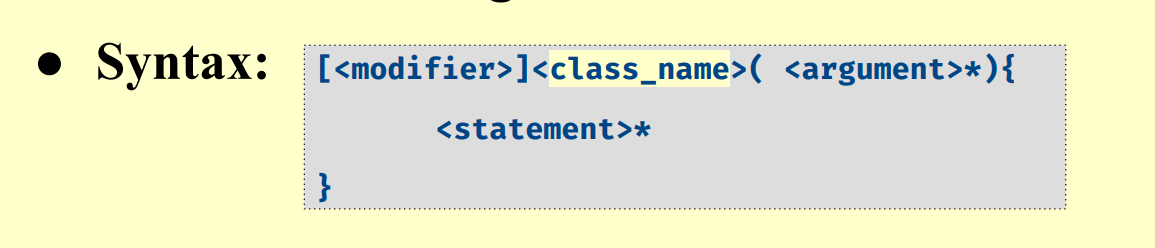 ● Syntax: [<modifier>]<class_name>( <argument>*){
<statement>*
}